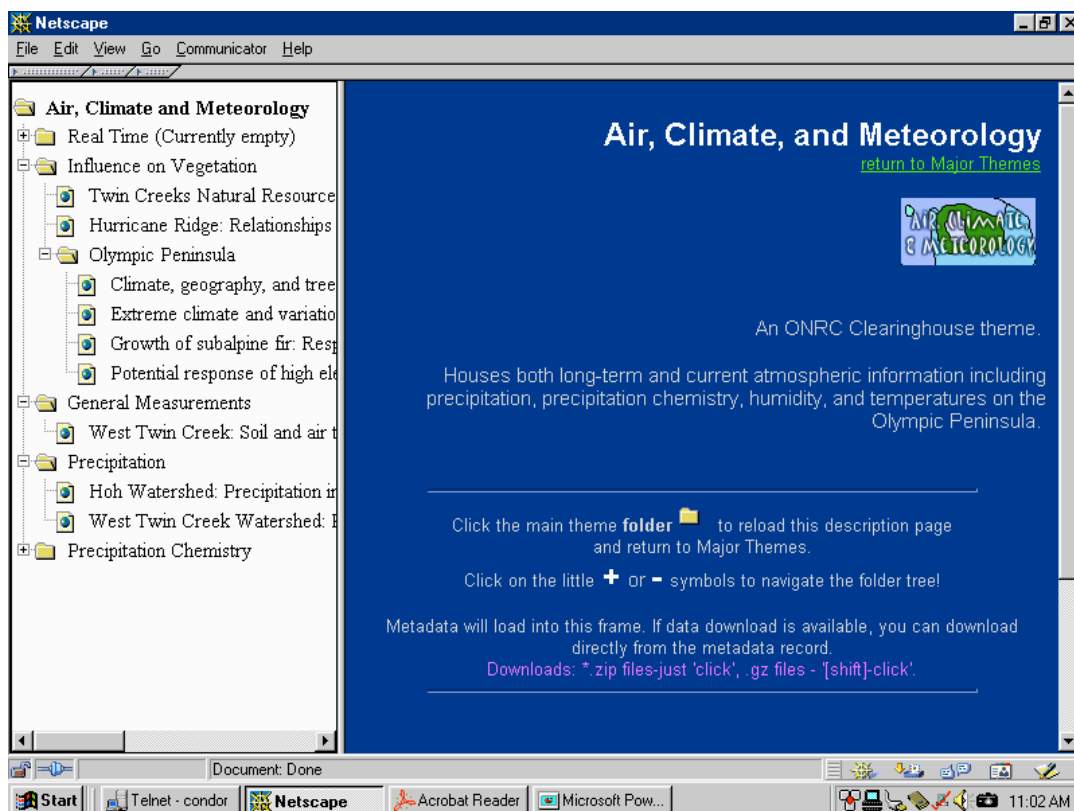 Netscape
File Edit View Go Communicator Help
Air, Climate and Meteorology
Real Time (Currently empty)
Influence on Vegetation
Twin Creeks Natural Resource
Hurricane Ridge: Relationships
Olympic Peninsula
Climate, geography, and tree
Extreme climate and variatio
Growth of subalpine fir: Resp
Potential response of high ele
General Measurements
West Twin Creek: Soil and air t
Precipitation
Hoh Watershed: Precipitation in
West Twin Creek Watershed: P
Precipitation Chemistry
Air, Climate, and Meteorology
return to Major Themes
AIR CLIMATE
& METEOROLOGY
An ONRC Clearinghouse theme.
Houses both long-term and current atmospheric information including
precipitation, precipitation chemistry, humidity, and temperatures on the
Olympic Peninsula.
Click the main theme folder to reload this description page
and return to Major Themes.
Click on the little + or - symbols to navigate the folder tree!
Metadata will load into this frame. If data download is available, you can download
directly from the metadata record.
Downloads: *.zip files-just 'click', .gz files - '[shift]-click'.
Document: Done
Start Telnet - condor Netscape Acrobat Reader Microsoft Pow... 11:02 AM